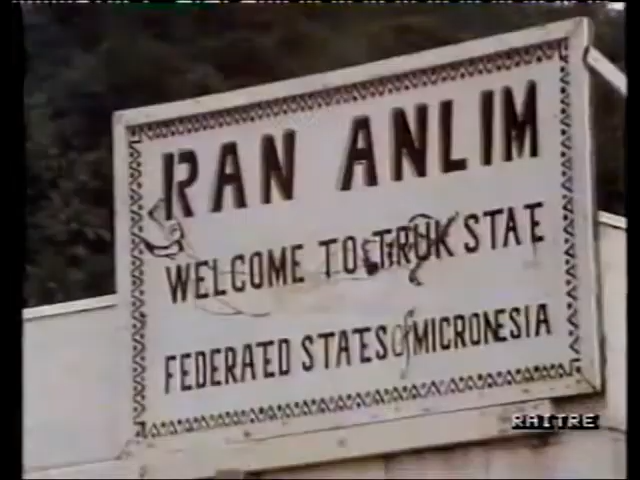 RAN ANLIM
WELCOME TO TRUK STATE
FEDERATED STATES of MICRONESIA
RAITRE